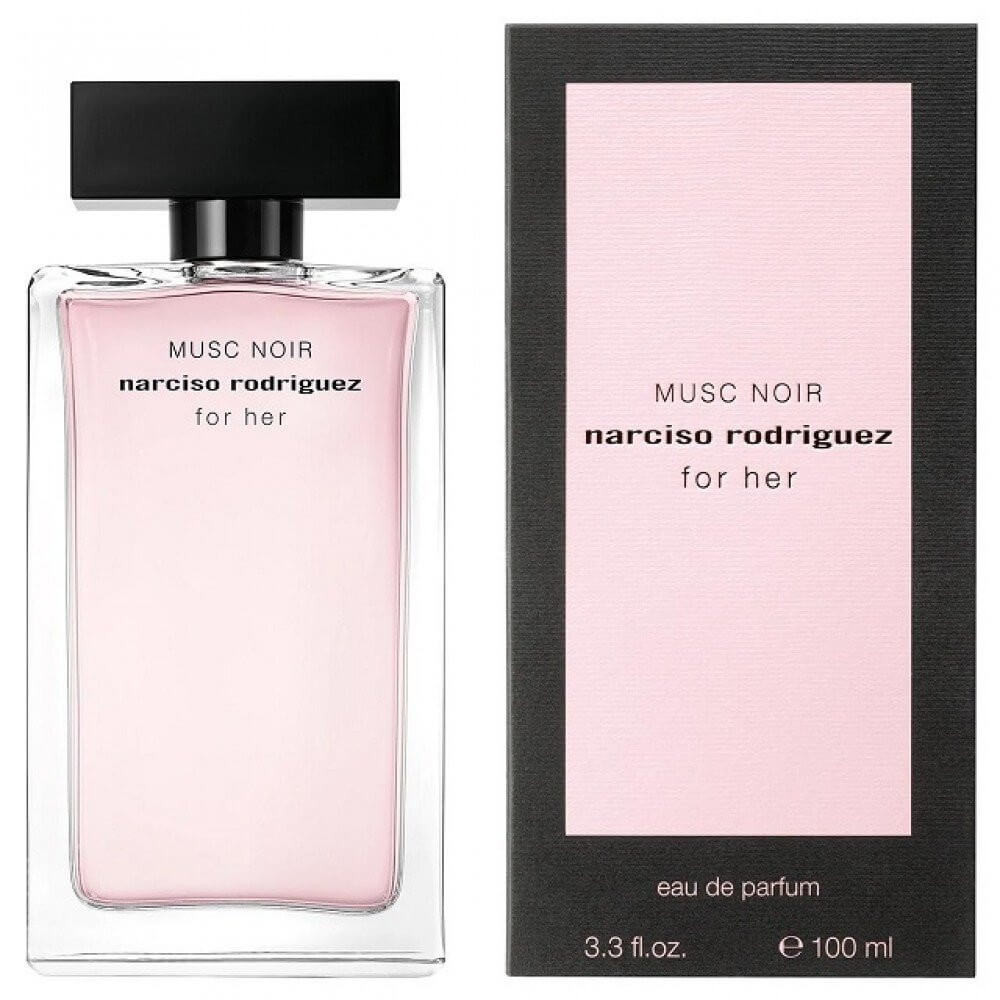 MUSC NOIR
narciso rodriguez
for her
MUSC NOIR
narciso rodriguez
for her
eau de parfum
3.3 fl.oz. ℮ 100 ml